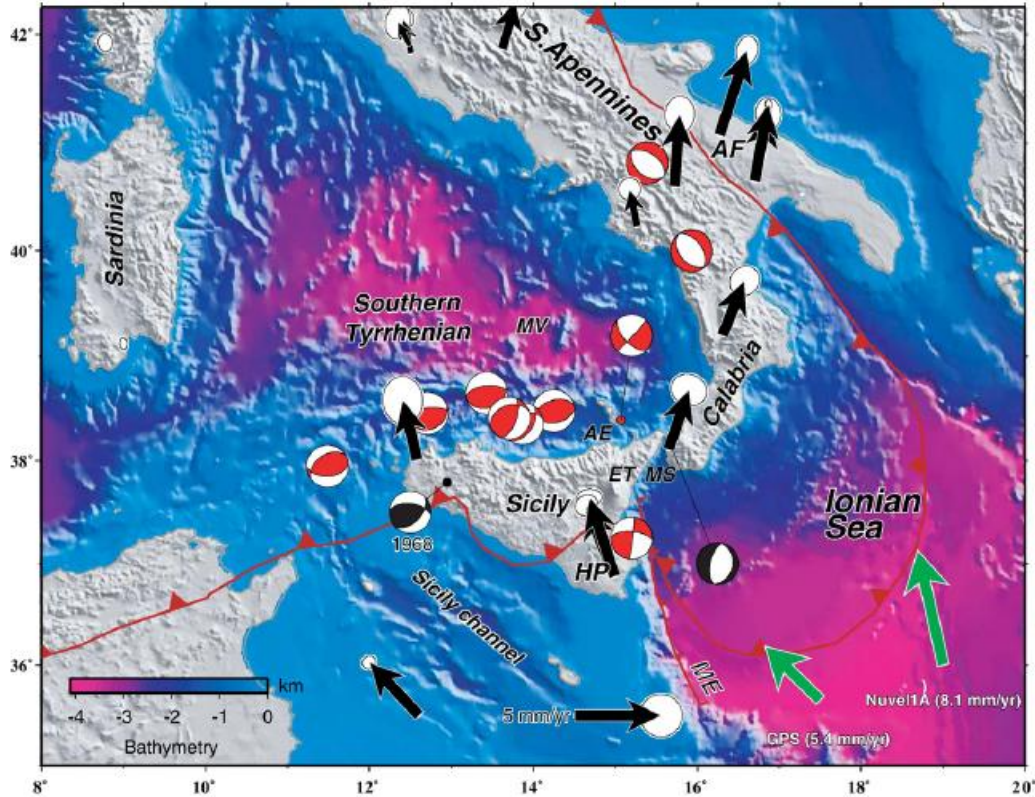 42°
S.Apennines
AF
Sardinia
40°
Southern
Tyrrhenian
MV
Calabria
AE
38°
ET MS
Sicily
Ionian
Sea
1968
HP
Sicily channel
36°
ME
km
-4 -3 -2 -1 0
Bathymetry
5 mm/yr
Nuvel1A (8.1 mm/yr)
GPS (5.4 mm/yr)
8° 10° 12° 14° 16° 18° 20°